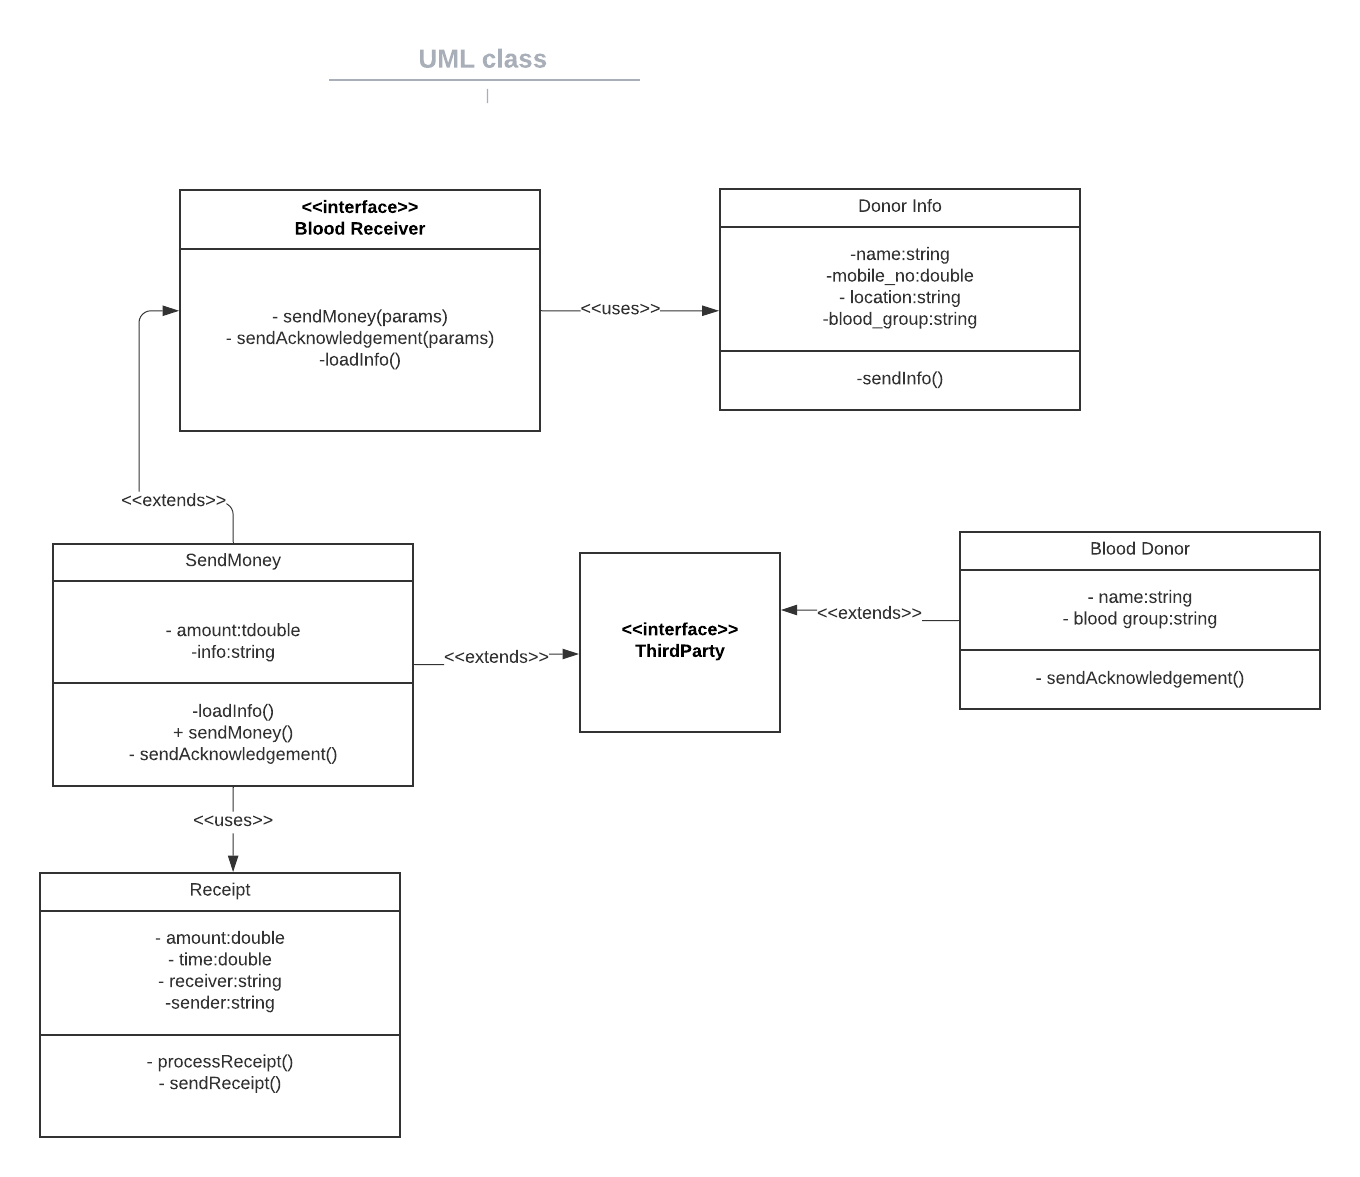 UML class
<<interface>>
Blood Receiver
- sendMoney(params)
- sendAcknowledgement(params)
-loadInfo()
<<uses>>
Donor Info
-name:string
-mobile_no:double
- location:string
-blood_group:string
-sendInfo()
<<extends>>
SendMoney
- amount:tdouble
-info:string
-loadInfo()
+ sendMoney()
- sendAcknowledgement()
<<extends>>
<<interface>>
ThirdParty
<<extends>>
Blood Donor
- name:string
- blood group:string
- sendAcknowledgement()
<<uses>>
Receipt
- amount:double
- time:double
- receiver:string
-sender:string
- processReceipt()
- sendReceipt()